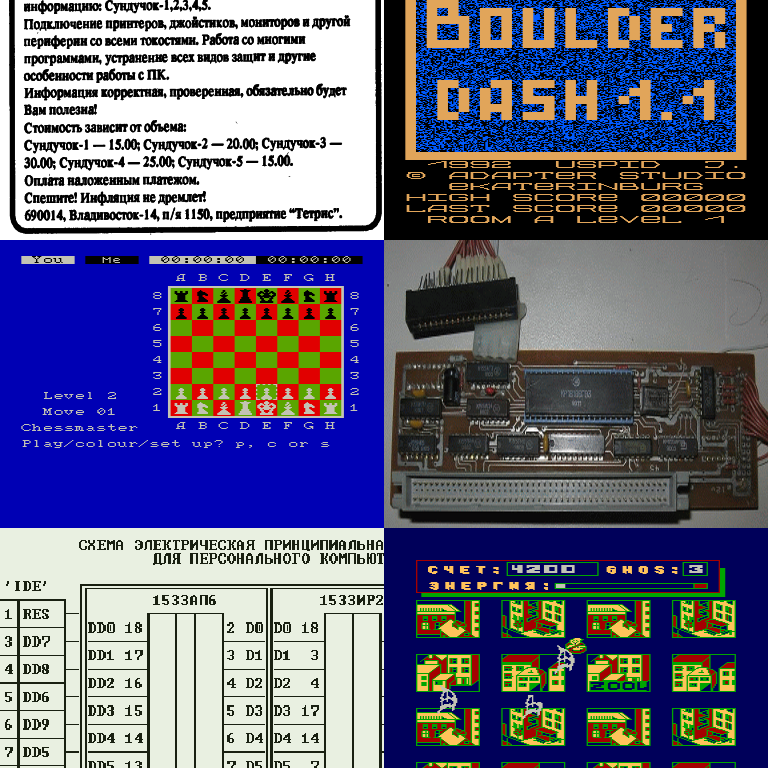 информацию: Сундучок-1,2,3,4,5.
Подключение принтеров, джойстиков, мониторов и другой
периферии со всеми токостями. Работа со многими
программами, устранение всех видов защит и другие
особенности работы с ПК.
Информация корректная, проверенная, обязательно будет
Вам полезна!
Стоимость зависит от объема:
Сундучок-1 — 15.00; Сундучок-2 — 20.00; Сундучок-3 —
30.00; Сундучок-4 — 25.00; Сундучок-5 — 15.00.
Оплата наложенным платежом.
Спешите! Инфляция не дремлет!
690014, Владивосток-14, п/я 1150, предприятие "Тетрис".
BOULDER
DASH 1.1
1992 USPID J.
© ADAPTER STUDIO
EKATERINBURG
HIGH SCORE 00000
LAST SCORE 00000
ROOM A LEVEL 1
You Me 00:00:00 00:00:00
A B C D E F G H
8 8
7 7
6 6
5 5
4 4
3 3
2 2
1 1
A B C D E F G H
Level 2
Move 01
Chessmaster
Play/colour/set up? p, c or s
СХЕМА ЭЛЕКТРИЧЕСКАЯ ПРИНЦИПИАЛЬНА
ДЛЯ ПЕРСОНАЛЬНОГО КОМПЬЮТ
'IDE'
1533АП6 1533ИР2
1 RES
DD0 18 2 D0 D0 18
3 DD7
DD1 17 3 D1 D1 3
4 DD8
DD2 16 4 D2 D2 4
5 DD6
DD3 15 5 D3 D3 17
6 DD9
DD4 14 6 D4 D4 14
7 DD5
DD5 13 7 D5 D5 7
СЧЕТ: 4200 GHOS: 3
ЭНЕРГИЯ:
200U